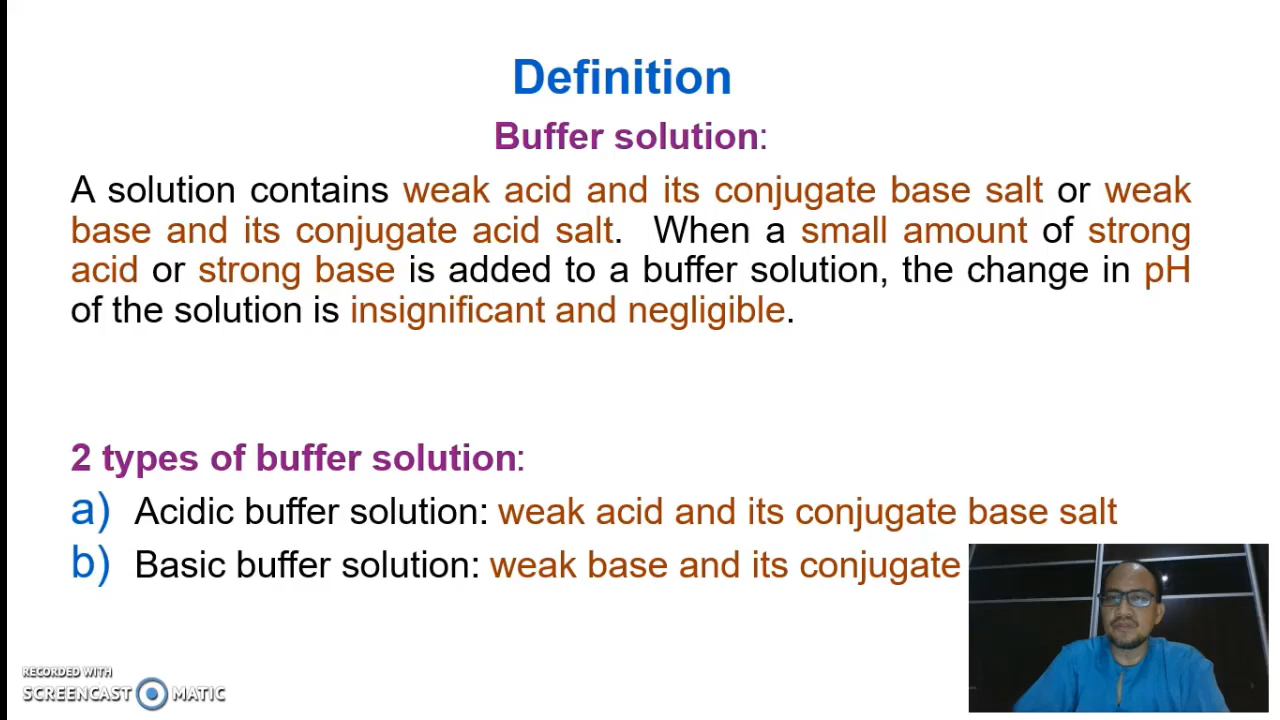 Definition
Buffer solution:
A solution contains weak acid and its conjugate base salt or weak
base and its conjugate acid salt. When a small amount of strong
acid or strong base is added to a buffer solution, the change in pH
of the solution is insignificant and negligible.
2 types of buffer solution:
a) Acidic buffer solution: weak acid and its conjugate base salt
b) Basic buffer solution: weak base and its conjugate
RECORDED WITH
SCREENCAST MATIC